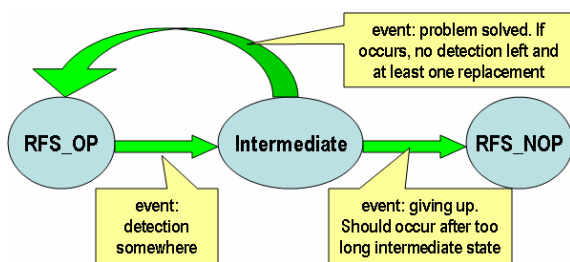 event: problem solved. If
occurs, no detection left and
at least one replacement
RFS_OP
Intermediate
RFS_NOP
event:
detection
somewhere
event: giving up.
Should occur after too
long intermediate state